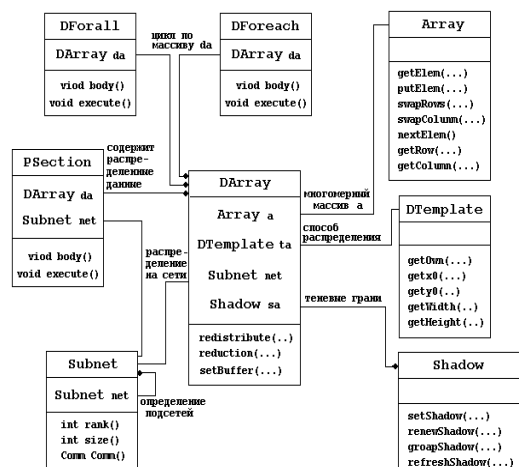 DForall
DArray da
viod body()
void execute()
цикл по
массиву da
DForeach
DArray da
viod body()
void execute()
Array
getElem(...)
putElem(...)
swapRows(...)
swapColunm(...)
nextElem()
getRow(...)
getColumn(...)
содержит
распре-
деленные
данные
PSection
DArray da
Subnet net
viod body()
void execute()
DArray
Array a
DTemplate ta
Subnet net
Shadow sa
redistribute(..)
reduction(...)
setBuffer(...)
многомерный
массив a
способ
распределения
теневые грани
распре-
деление
на сети
DTemplate
getOwn(...)
getx0(...)
gety0(..)
getWidth(..)
getHeight(..)
Subnet
Subnet net
int rank()
int size()
Comm Comm()
определение
подсетей
Shadow
setShadow(...)
renewShadow(...)
groapShadow(...)
refreshShadow(...)